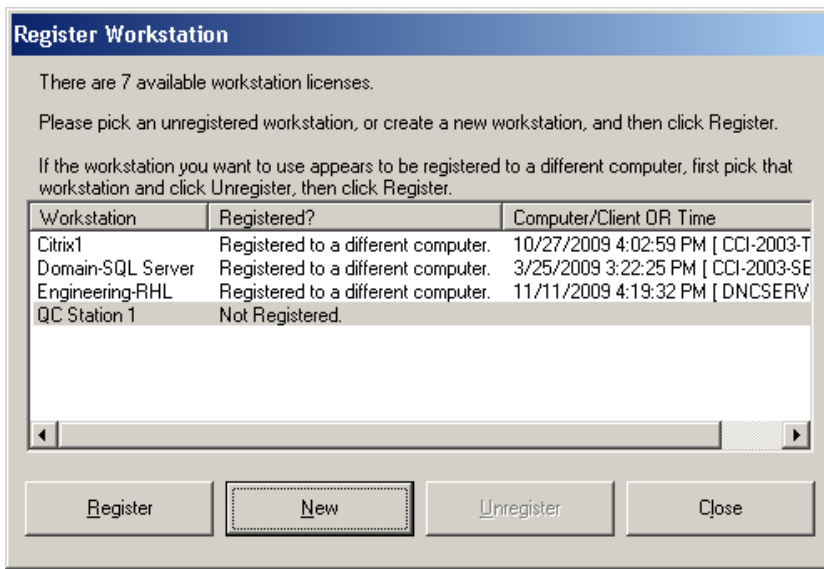 Register Workstation
There are 7 available workstation licenses.
Please pick an unregistered workstation, or create a new workstation, and then click Register.
If the workstation you want to use appears to be registered to a different computer, first pick that
workstation and click Unregister, then click Register.
Workstation Registered? Computer/Client OR Time
Citrix1 Registered to a different computer. 10/27/2009 4:02:59 PM [ CCI-2003-T
Domain-SQL Server Registered to a different computer. 3/25/2009 3:22:25 PM [ CCI-2003-SE
Engineering-RHL Registered to a different computer. 11/11/2009 4:19:32 PM [ DNCSERV
QC Station 1 Not Registered.
Register New Unregister Close